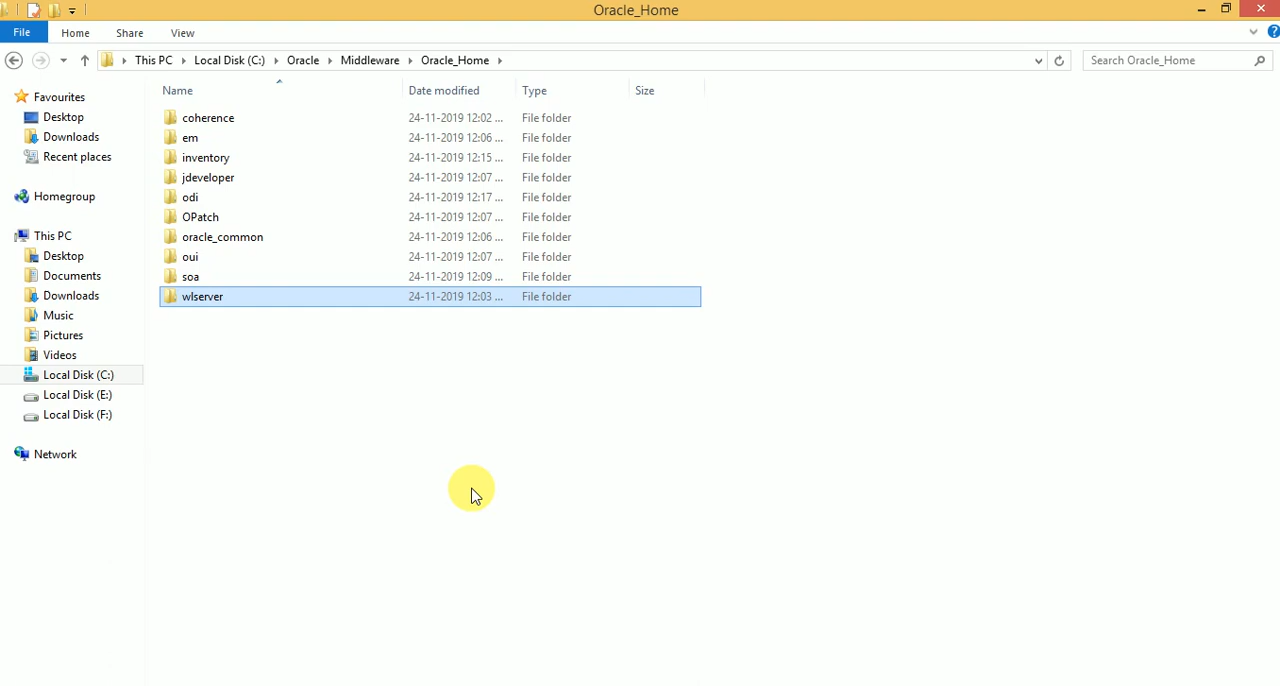 Oracle_Home
File Home Share View
This PC Local Disk (C:) Oracle Middleware Oracle_Home Search Oracle_Home
Name Date modified Type Size
Favourites
Desktop
Downloads
Recent places
Homegroup
This PC
Desktop
Documents
Downloads
Music
Pictures
Videos
Local Disk (C:)
Local Disk (E:)
Local Disk (F:)
Network
coherence 24-11-2019 12:02 ... File folder
em 24-11-2019 12:06 ... File folder
inventory 24-11-2019 12:15 ... File folder
jdeveloper 24-11-2019 12:07 ... File folder
odi 24-11-2019 12:17 ... File folder
OPatch 24-11-2019 12:07 ... File folder
oracle_common 24-11-2019 12:06 ... File folder
oui 24-11-2019 12:07 ... File folder
soa 24-11-2019 12:09 ... File folder
wlserver 24-11-2019 12:03 ... File folder